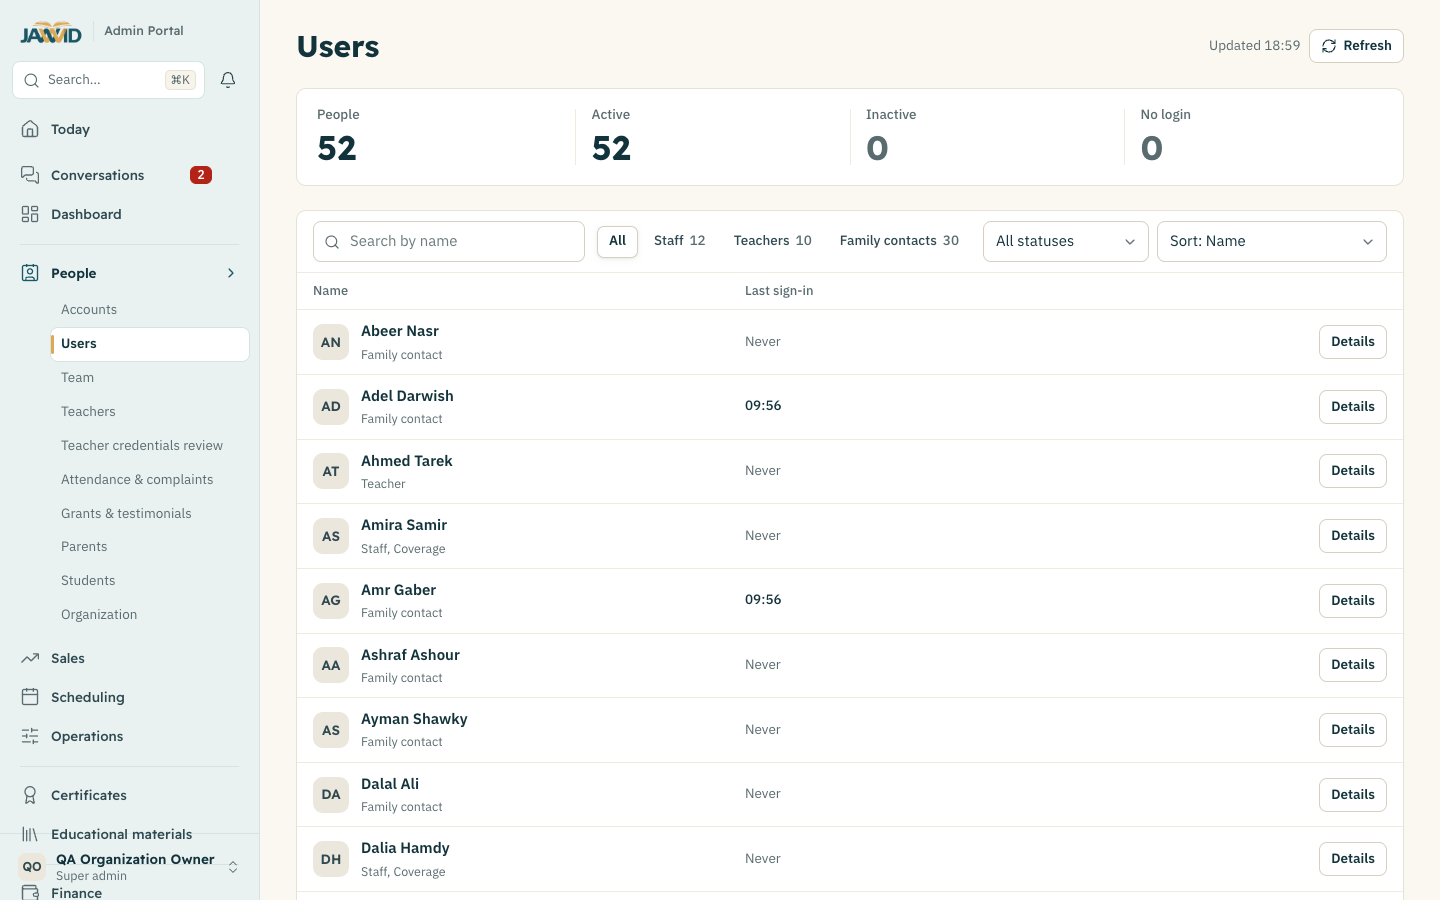 JAWWID
Admin Portal
Search...
⌘K
Today
Conversations
2
Dashboard
People
Accounts
Users
Team
Teachers
Teacher credentials review
Attendance & complaints
Grants & testimonials
Parents
Students
Organization
Sales
Scheduling
Operations
Certificates
Educational materials
QO
QA Organization Owner
Super admin
Finance
Users
Updated 18:59
Refresh
People
52
Active
52
Inactive
0
No login
0
Search by name
All
Staff 12
Teachers 10
Family contacts 30
All statuses
Sort: Name
Name
Last sign-in
AN
Abeer Nasr
Family contact
Never
Details
AD
Adel Darwish
Family contact
09:56
Details
AT
Ahmed Tarek
Teacher
Never
Details
AS
Amira Samir
Staff, Coverage
Never
Details
AG
Amr Gaber
Family contact
09:56
Details
AA
Ashraf Ashour
Family contact
Never
Details
AS
Ayman Shawky
Family contact
Never
Details
DA
Dalal Ali
Family contact
Never
Details
DH
Dalia Hamdy
Staff, Coverage
Never
Details